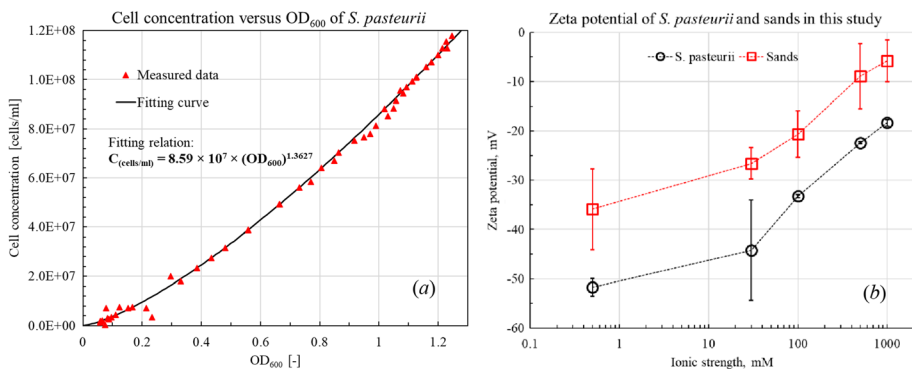 Cell concentration versus OD600 of S. pasteurii
1.2E+08
1.0E+08
8.0E+07
6.0E+07
4.0E+07
2.0E+07
0.0E+00
Cell concentration [cells/ml]
Measured data
Fitting curve
Fitting relation:
C(cells/ml) = 8.59 × 10^7 × (OD600)^1.3627
(a)
0 0.2 0.4 0.6 0.8 1 1.2
OD600 [-]
Zeta potential of S. pasteurii and sands in this study
0
-10
-20
-30
-40
-50
-60
Zeta potential, mV
S. pasteurii Sands
(b)
0.1 1 10 100 1000
Ionic strength, mM